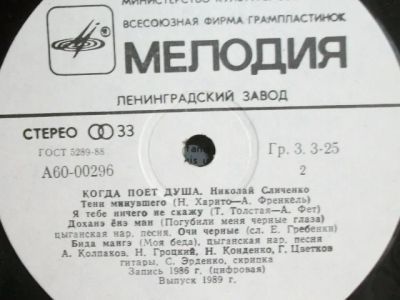 ВСЕСОЮЗНАЯ ФИРМА ГРАМПЛАСТИНОК
МЕЛОДИЯ
ЛЕНИНГРАДСКИЙ ЗАВОД
СТЕРЕО 33
ГОСТ 5289-88
Гр. 3. 3-25
А60-00296
2
КОГДА ПОЕТ ДУША. Николай Сличенко
Тени минувшего (Н. Харито—А. Френкель)
Я тебе ничего не скажу (Т. Толстая—А. Фет)
Доханэ ёнэ ман (Погубили меня черные глаза)
цыганская нар. песня. Очи черные (сл. Е. Гребенки)
Бида мангэ (Моя беда), цыганская нар. песня
А. Колпаков, Н. Гроцкий, Н. Конденко, Г. Цветков
гитары, С. Эрденко, скрипка
Запись 1986 г. (цифровая)
Выпуск 1989 г.